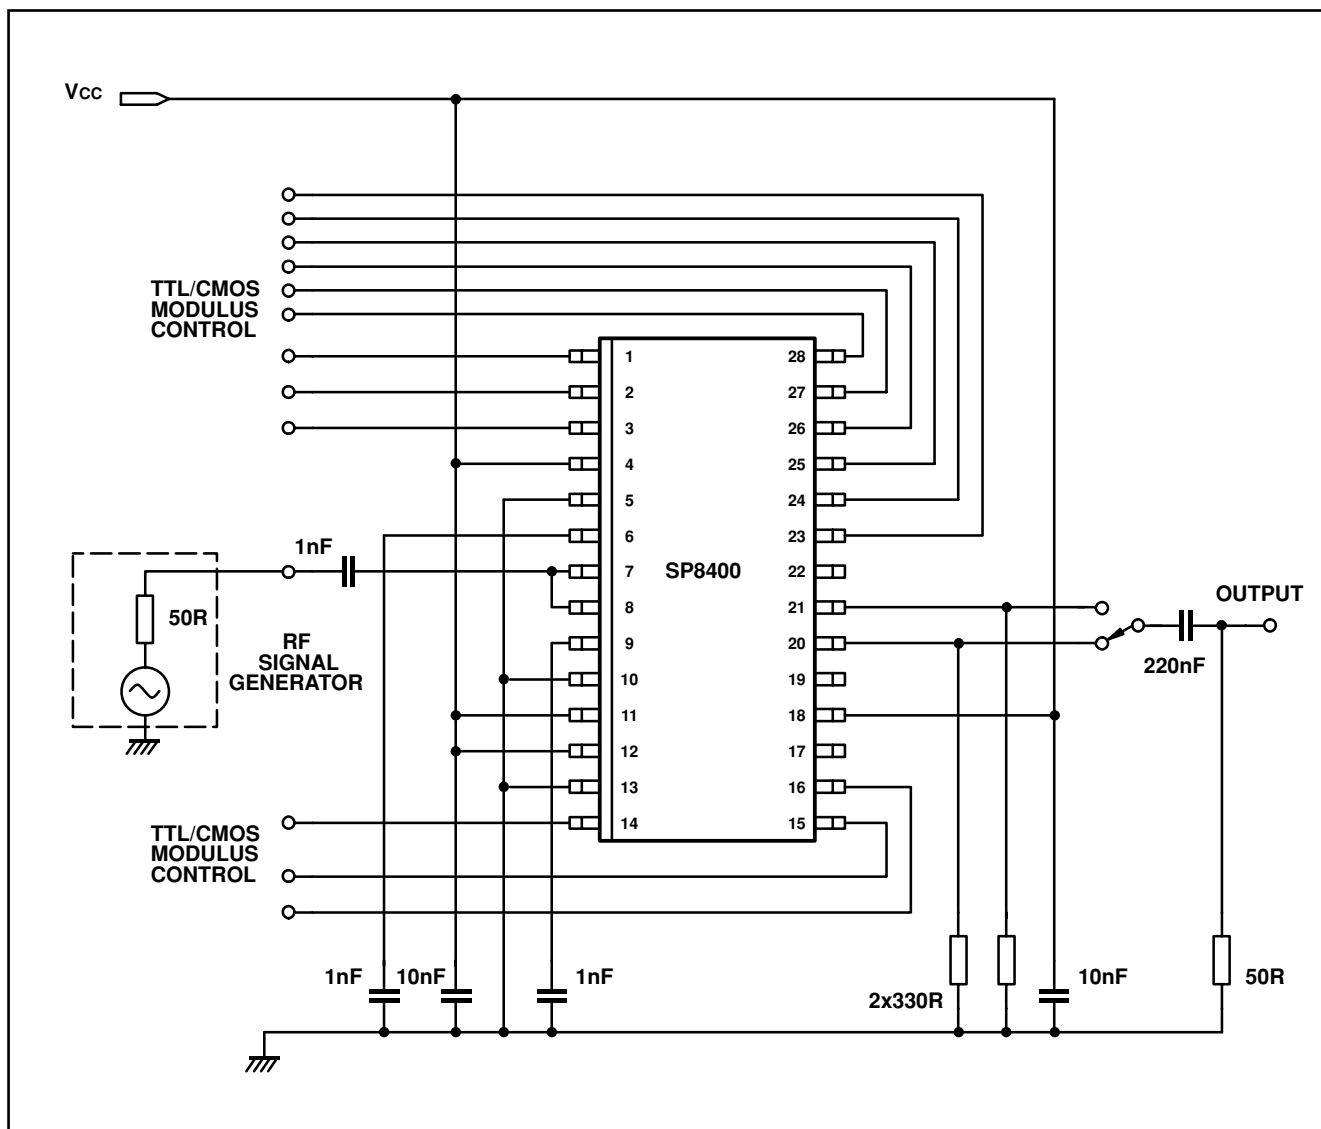 Vcc
TTL/CMOS
MODULUS
CONTROL
1
28
2
27
3
26
4
25
5
24
6
23
1nF
7
SP8400
22
8
21
OUTPUT
50R
9
20
RF
SIGNAL
GENERATOR
220nF
10
19
11
18
12
17
13
16
14
15
TTL/CMOS
MODULUS
CONTROL
1nF
10nF
1nF
2x330R
10nF
50R